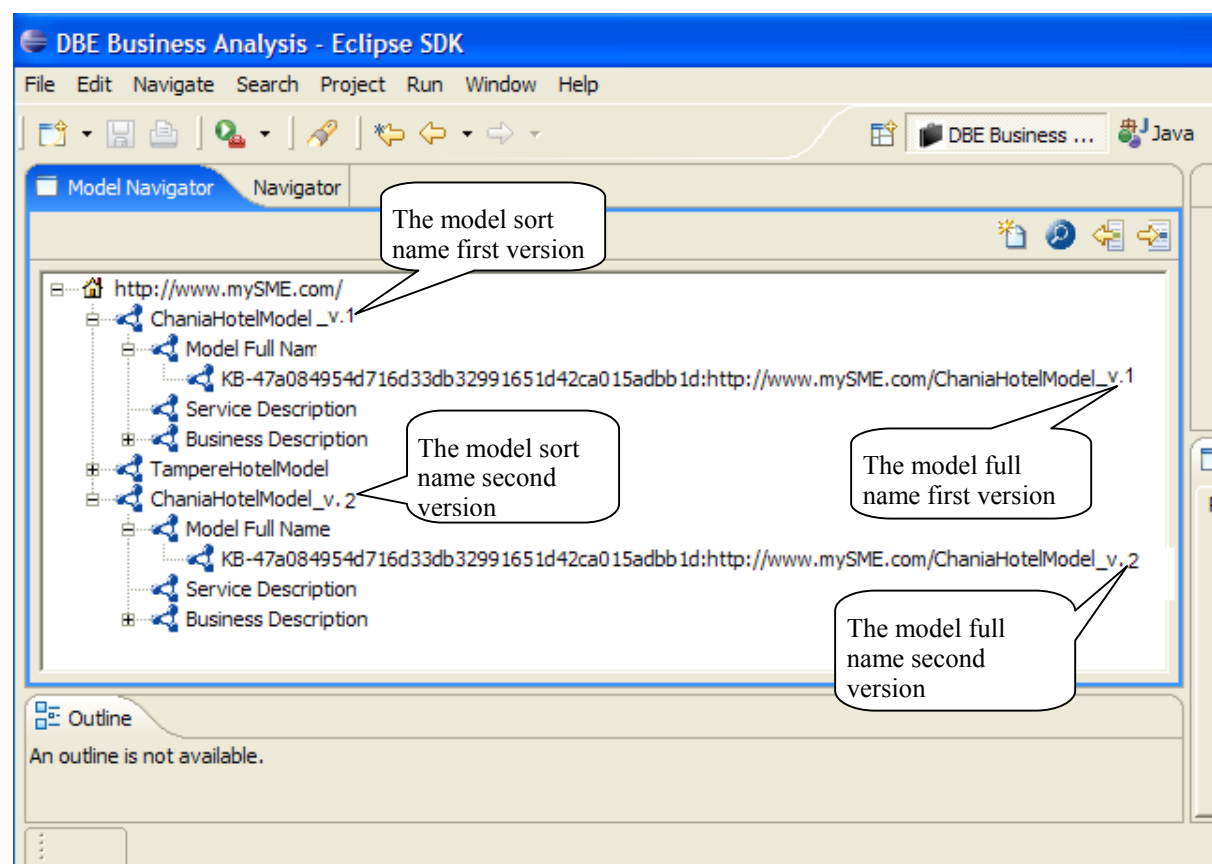 DBE Business Analysis - Eclipse SDK
File Edit Navigate Search Project Run Window Help
DBE Business ... Java
Model Navigator Navigator
The model sort
name first version
http://www.mySME.com/
ChaniaHotelModel _v.1
Model Full Nam
KB-47a084954d716d33db32991651d42ca015adbb1d:http://www.mySME.com/ChaniaHotelModel_v.1
Service Description
Business Description
The model sort
name second
version
The model full
name first version
TampereHotelModel
ChaniaHotelModel_v. 2
Model Full Name
KB-47a084954d716d33db32991651d42ca015adbb1d:http://www.mySME.com/ChaniaHotelModel_v. 2
Service Description
Business Description
The model full
name second
version
Outline
An outline is not available.